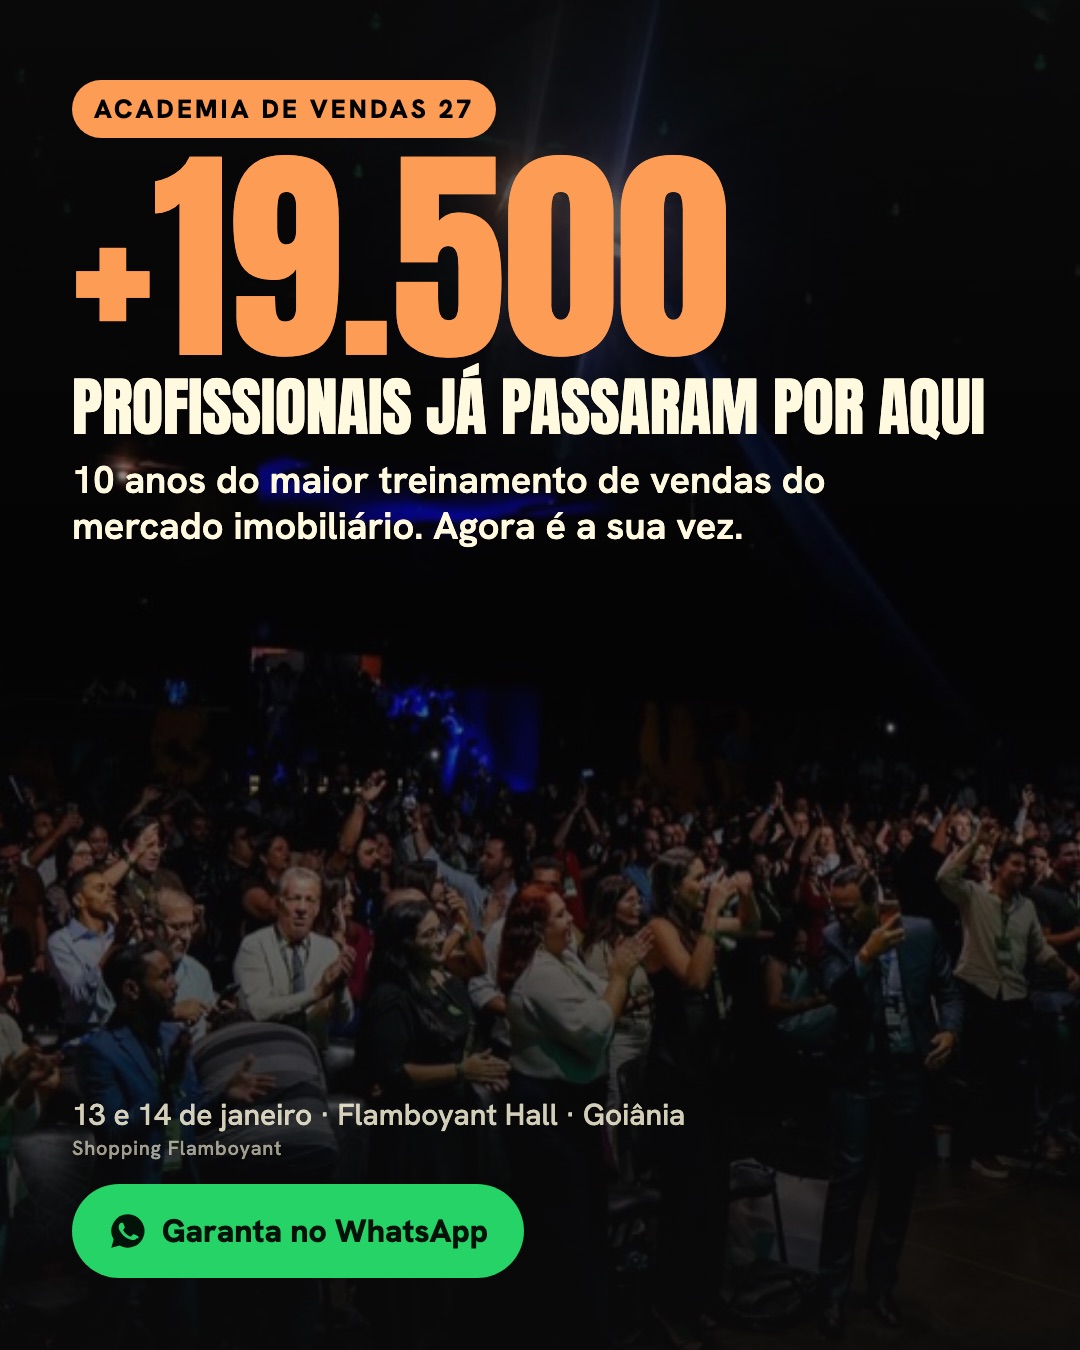 ACADEMIA DE VENDAS 27
+19.500
PROFISSIONAIS JÁ PASSARAM POR AQUI
10 anos do maior treinamento de vendas do
mercado imobiliário. Agora é a sua vez.
13 e 14 de janeiro · Flamboyant Hall · Goiânia
Shopping Flamboyant
Garanta no WhatsApp